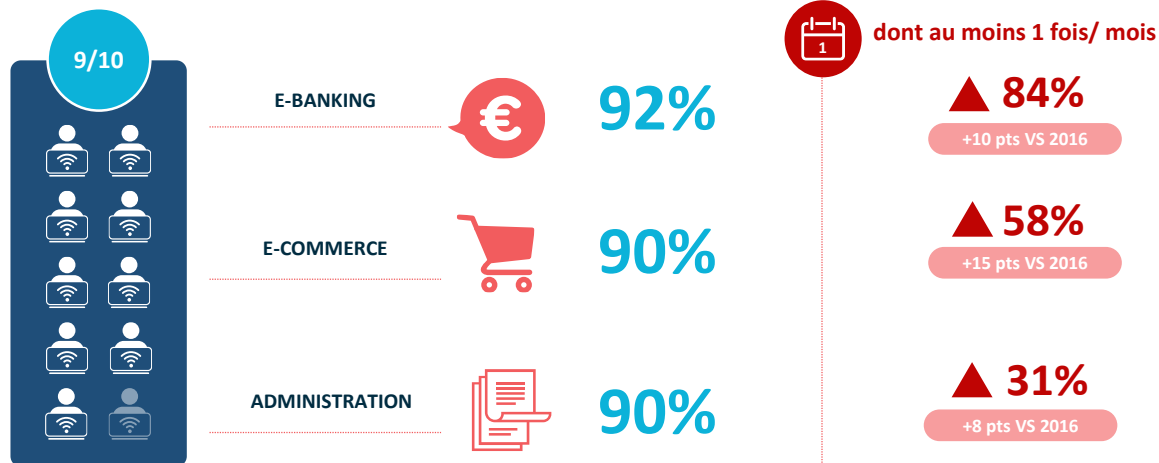 9/10
1
dont au moins 1 fois/ mois
E-BANKING
€
92%
84%
+10 pts VS 2016
E-COMMERCE
90%
58%
+15 pts VS 2016
ADMINISTRATION
90%
31%
+8 pts VS 2016